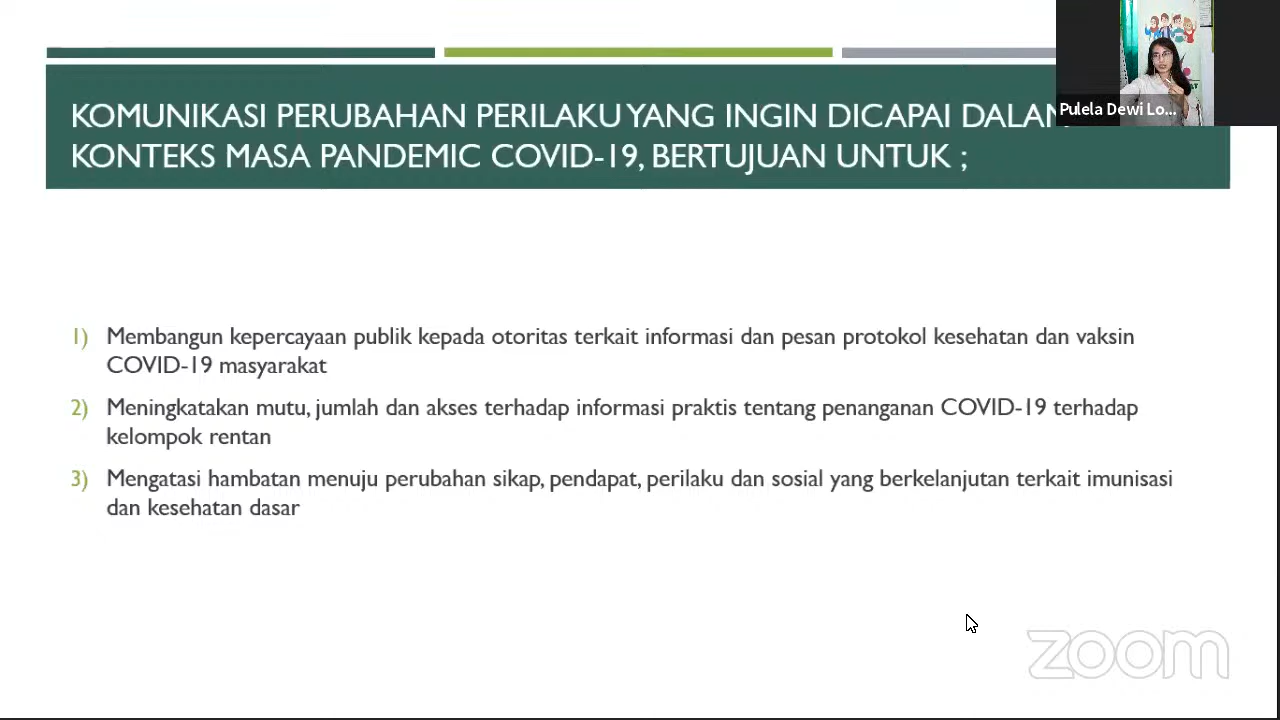 KOMUNIKASI PERUBAHAN PERILAKU YANG INGIN DICAPAI DALAM
KONTEKS MASA PANDEMIC COVID-19, BERTUJUAN UNTUK ;
Pulela Dewi Lo...
1) Membangun kepercayaan publik kepada otoritas terkait informasi dan pesan protokol kesehatan dan vaksin
COVID-19 masyarakat
2) Meningkatakan mutu, jumlah dan akses terhadap informasi praktis tentang penanganan COVID-19 terhadap
kelompok rentan
3) Mengatasi hambatan menuju perubahan sikap, pendapat, perilaku dan sosial yang berkelanjutan terkait imunisasi
dan kesehatan dasar
zoom